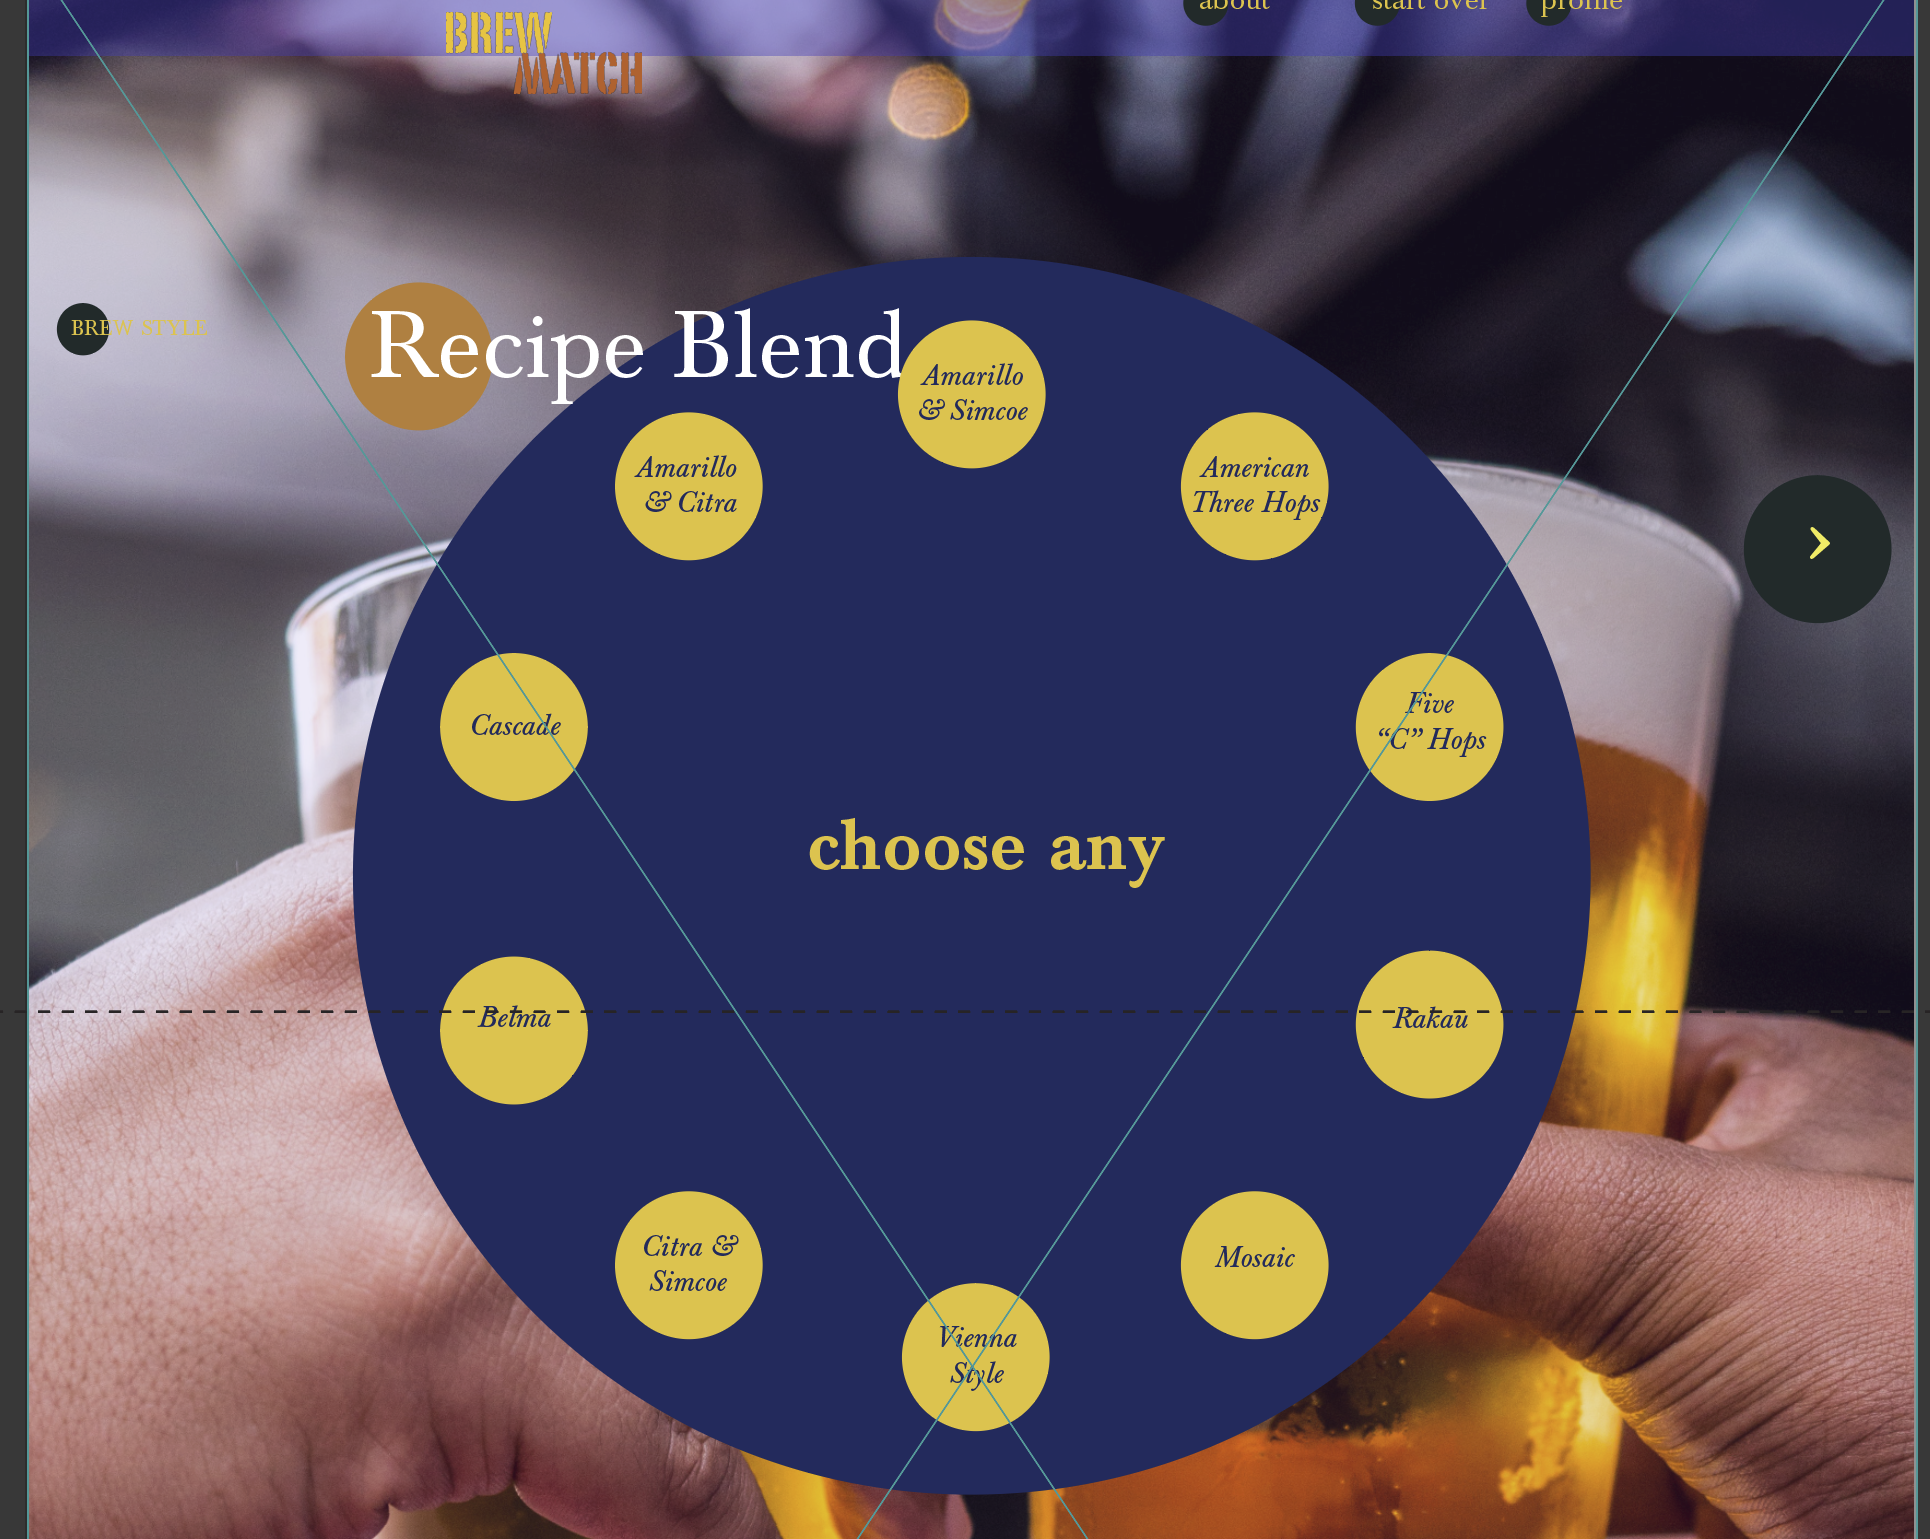 about
start over
profile
BREW
MATCH
BREW STYLE
Recipe Blend
Amarillo
& Simcoe
Amarillo
& Citra
American
Three Hops
Cascade
Five
“C” Hops
choose any
Belma
Rakau
Citra &
Simcoe
Mosaic
Vienna
Style